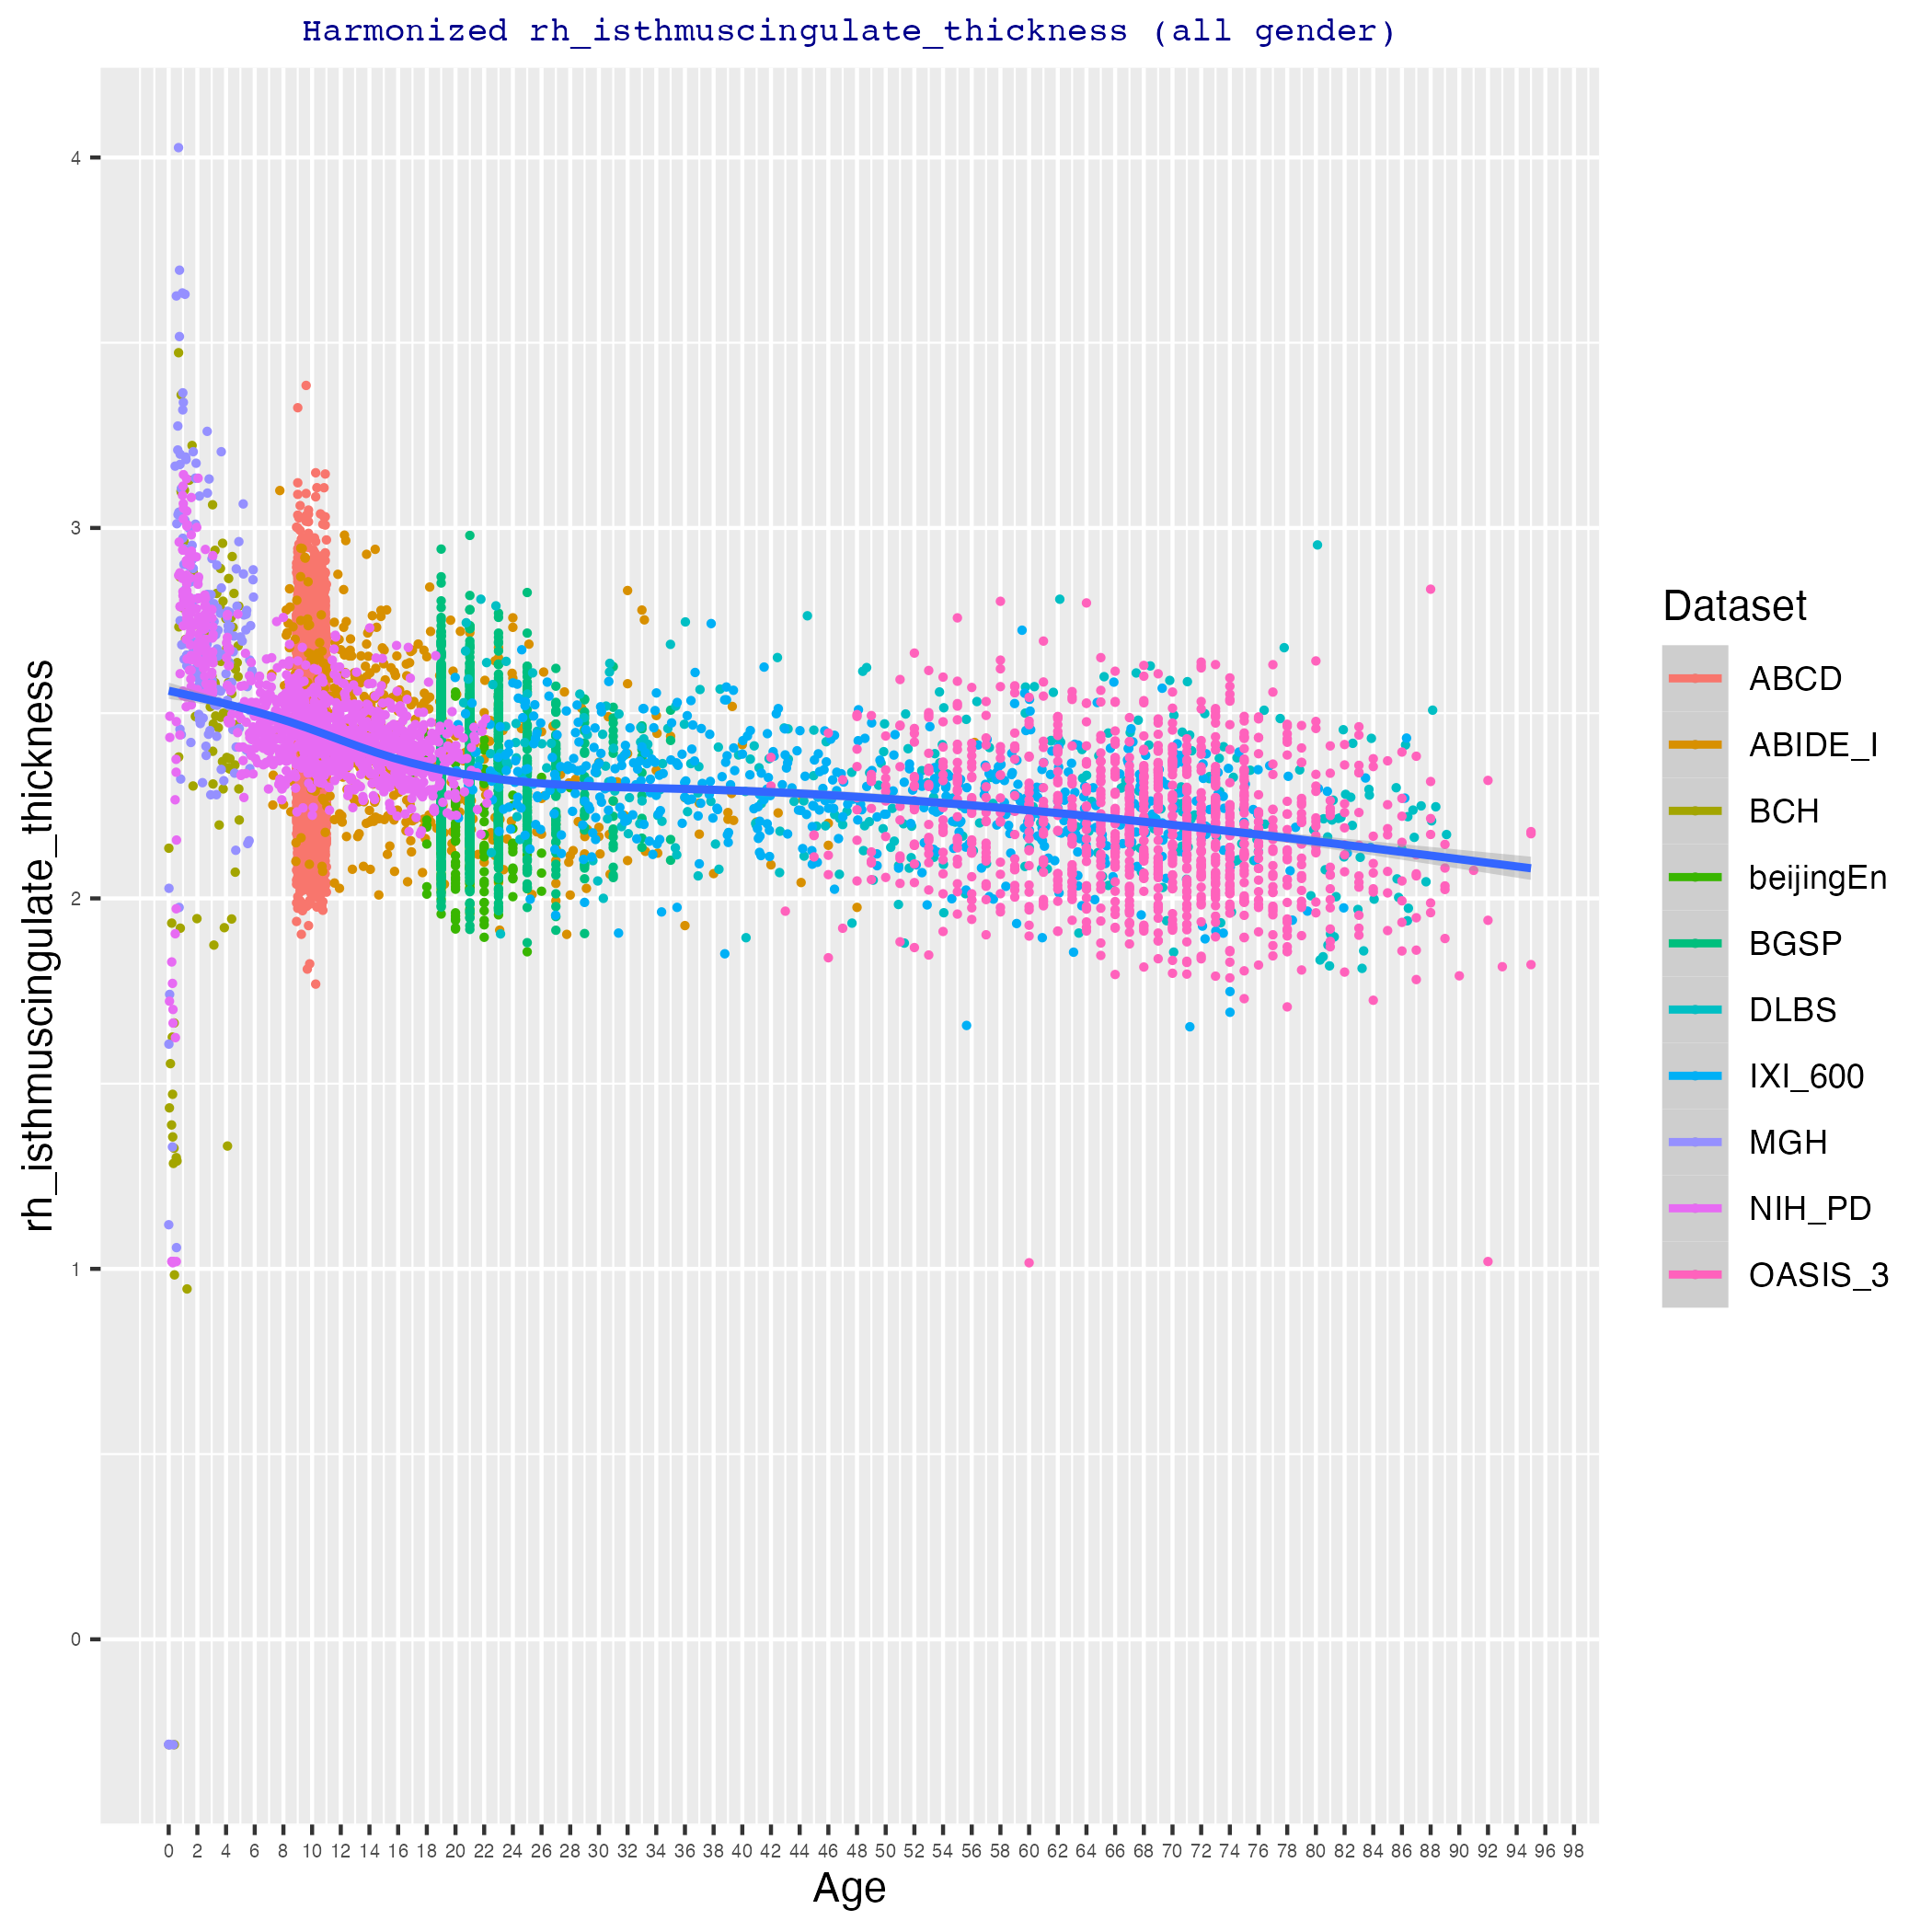 Harmonized rh_isthmuscingulate_thickness (all gender)
rh_isthmuscingulate_thickness
4
3
2
1
0
0 2 4 6 8 10 12 14 16 18 20 22 24 26 28 30 32 34 36 38 40 42 44 46 48 50 52 54 56 58 60 62 64 66 68 70 72 74 76 78 80 82 84 86 88 90 92 94 96 98
Age
Dataset
ABCD
ABIDE_I
BCH
beijingEn
BGSP
DLBS
IXI_600
MGH
NIH_PD
OASIS_3